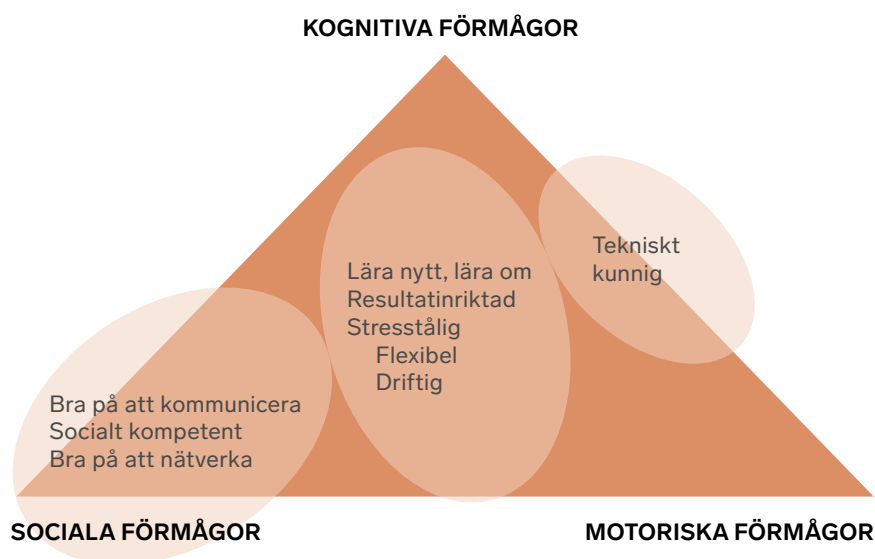 KOGNITIVA FÖRMÅGOR
Tekniskt
kunnig
Lära nytt, lära om
Resultatinriktad
Stresstålig
Flexibel
Driftig
Bra på att kommunicera
Socialt kompetent
Bra på att nätverka
SOCIALA FÖRMÅGOR
MOTORISKA FÖRMÅGOR